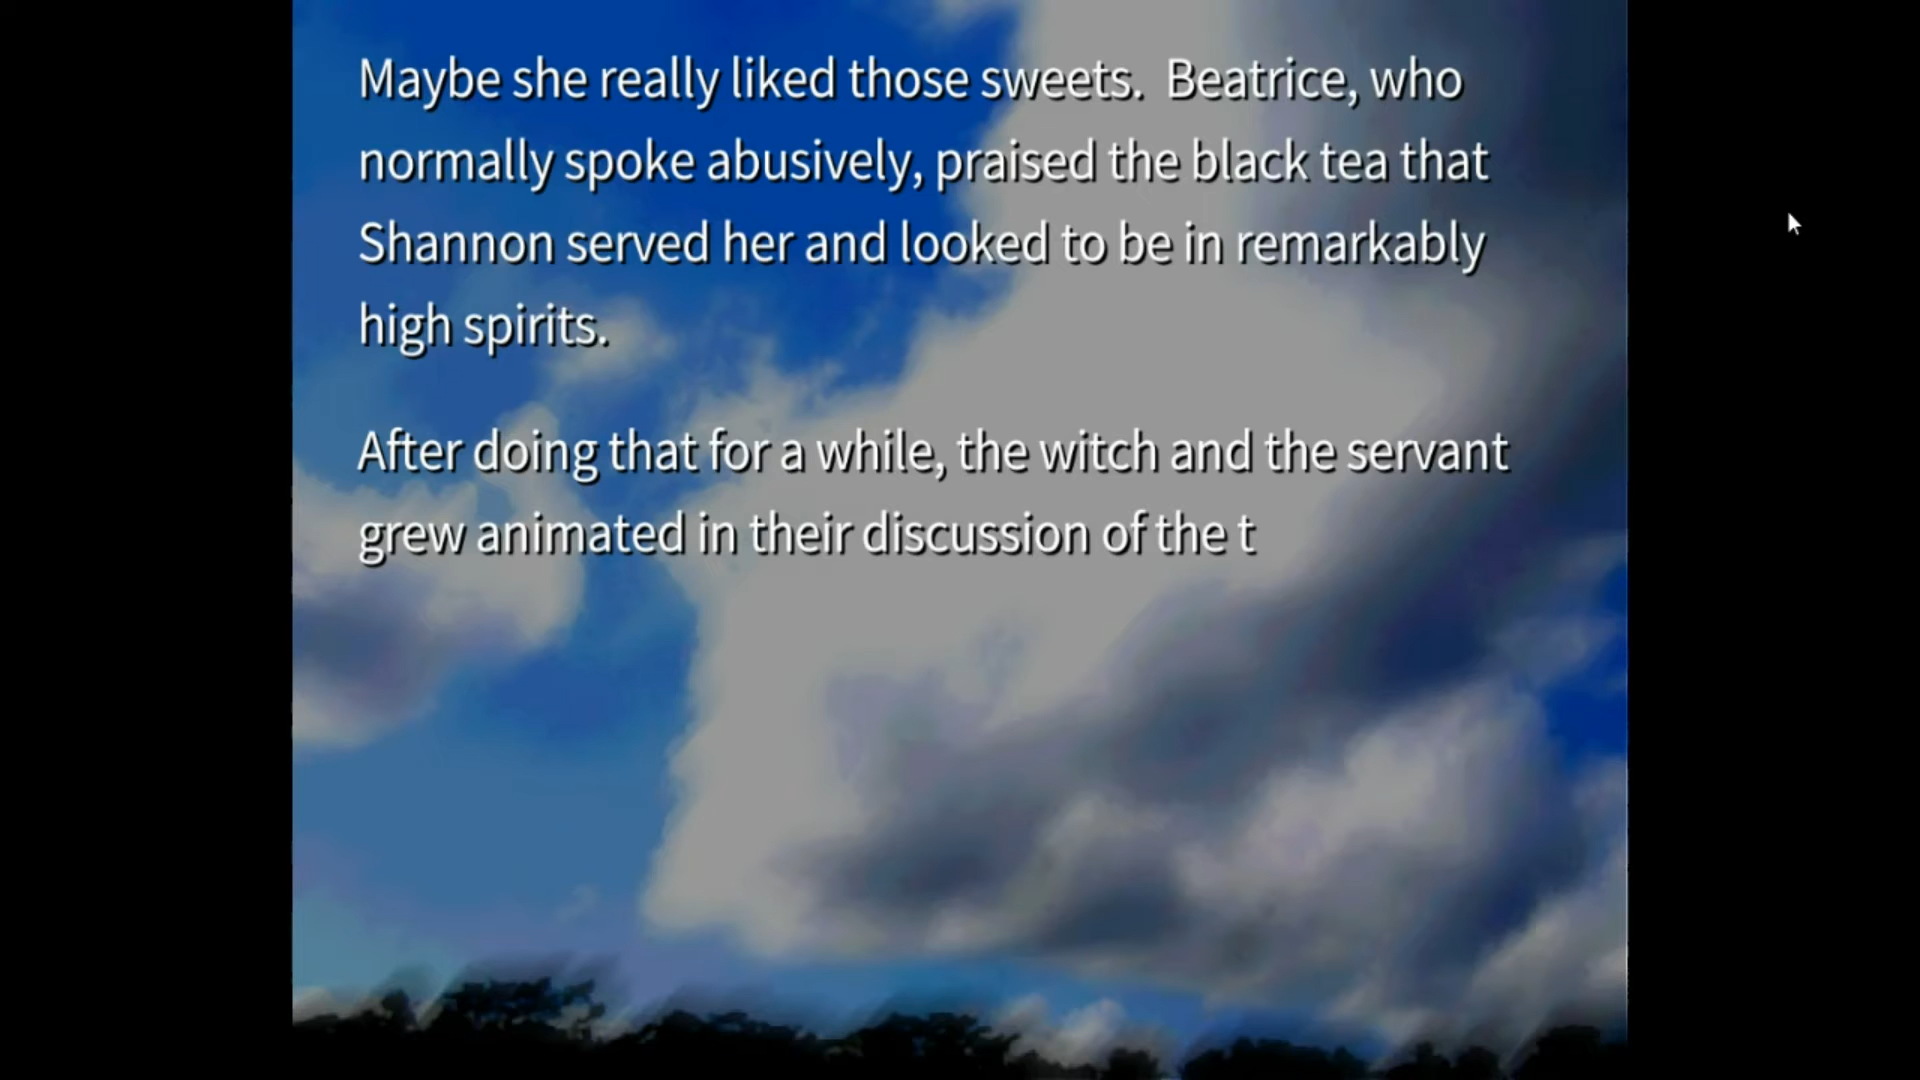 Maybe she really liked those sweets.  Beatrice, who
normally spoke abusively, praised the black tea that
Shannon served her and looked to be in remarkably
high spirits.
After doing that for a while, the witch and the servant
grew animated in their discussion of the t